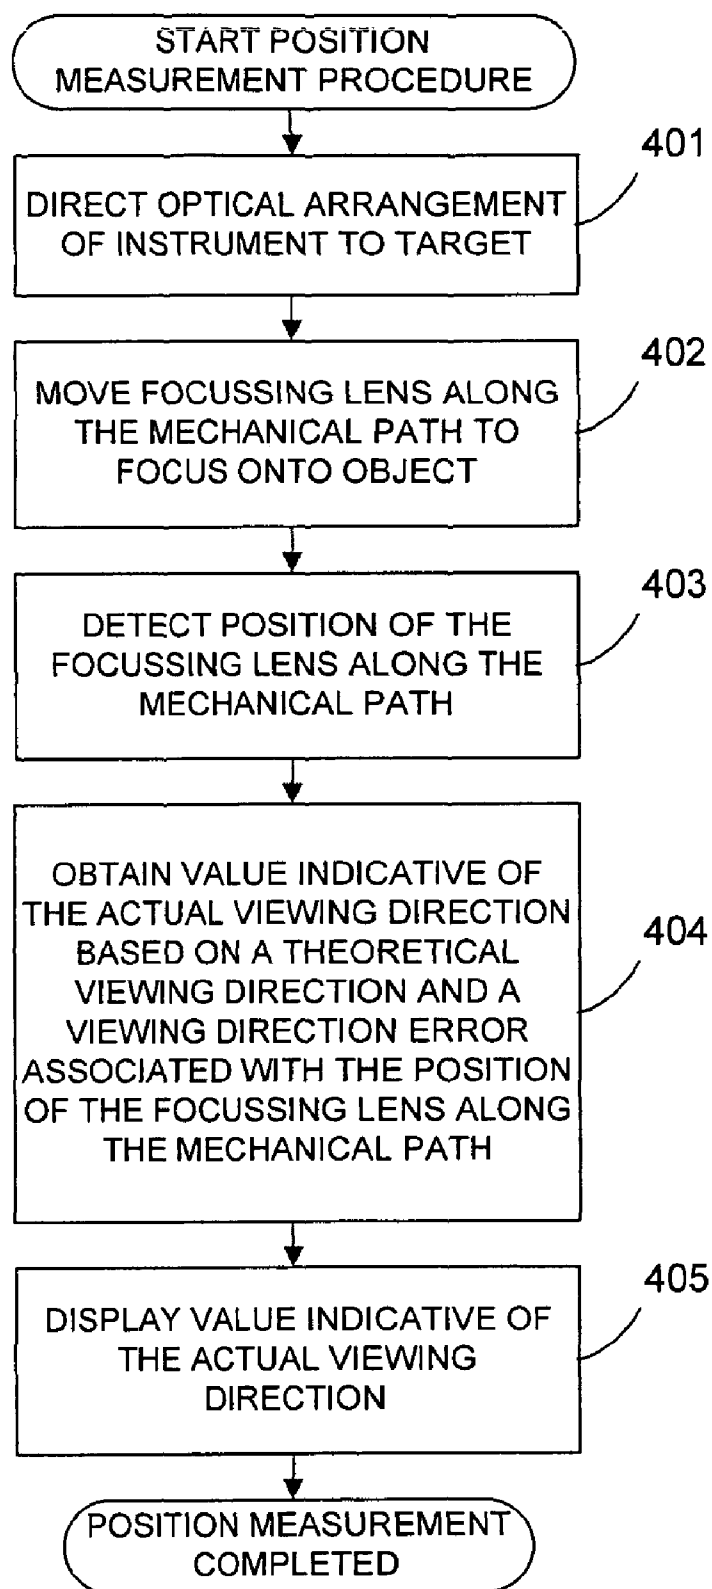 START POSITION
MEASUREMENT PROCEDURE
401
DIRECT OPTICAL ARRANGEMENT
OF INSTRUMENT TO TARGET
402
MOVE FOCUSSING LENS ALONG
THE MECHANICAL PATH TO
FOCUS ONTO OBJECT
403
DETECT POSITION OF THE
FOCUSSING LENS ALONG THE
MECHANICAL PATH
404
OBTAIN VALUE INDICATIVE OF
THE ACTUAL VIEWING DIRECTION
BASED ON A THEORETICAL
VIEWING DIRECTION AND A
VIEWING DIRECTION ERROR
ASSOCIATED WITH THE POSITION
OF THE FOCUSSING LENS ALONG
THE MECHANICAL PATH
405
DISPLAY VALUE INDICATIVE OF
THE ACTUAL VIEWING
DIRECTION
POSITION MEASUREMENT
COMPLETED